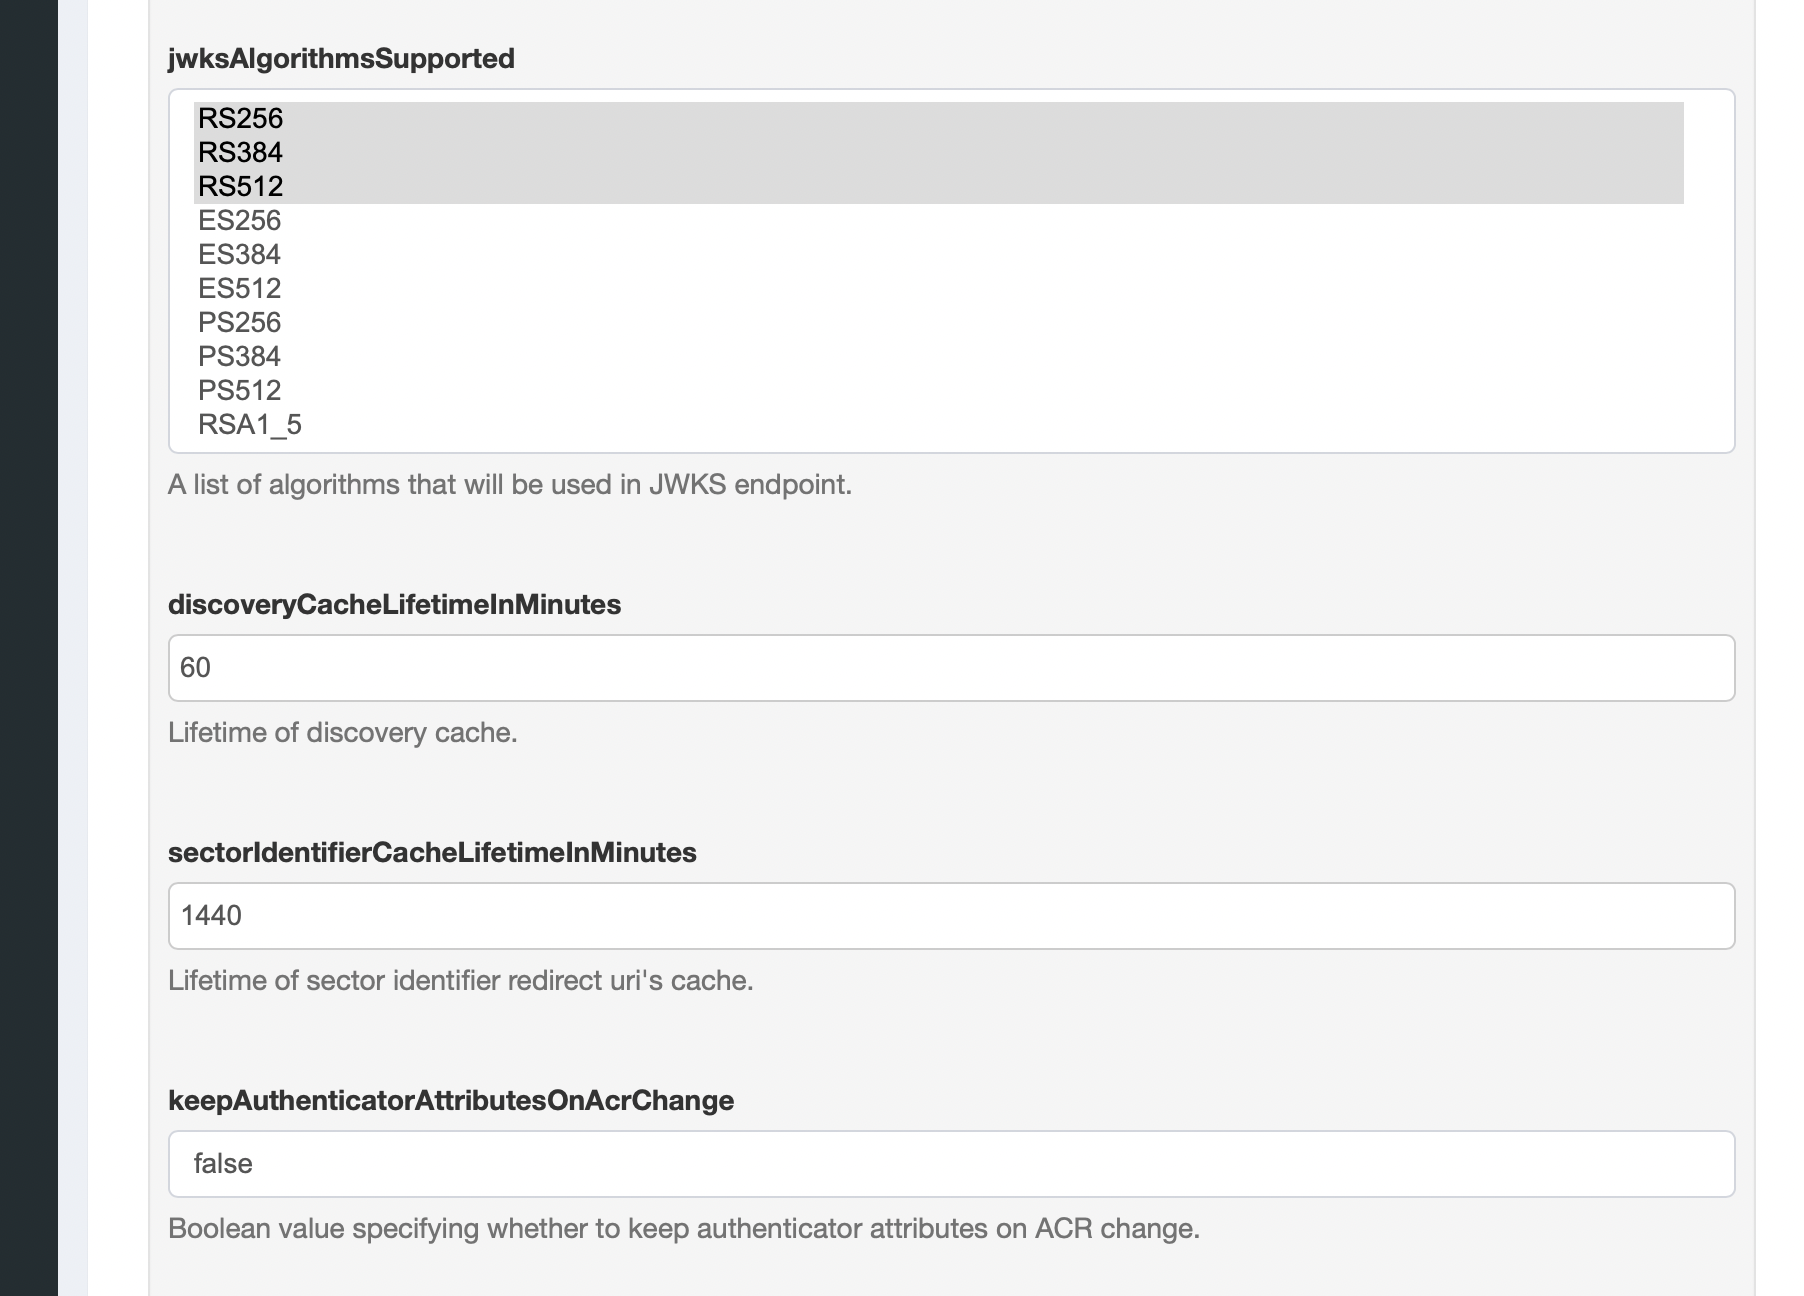 jwksAlgorithmsSupported
RS256
RS384
RS512
ES256
ES384
ES512
PS256
PS384
PS512
RSA1_5
A list of algorithms that will be used in JWKS endpoint.
discoveryCacheLifetimeInMinutes
60
Lifetime of discovery cache.
sectorIdentifierCacheLifetimeInMinutes
1440
Lifetime of sector identifier redirect uri's cache.
keepAuthenticatorAttributesOnAcrChange
false
Boolean value specifying whether to keep authenticator attributes on ACR change.